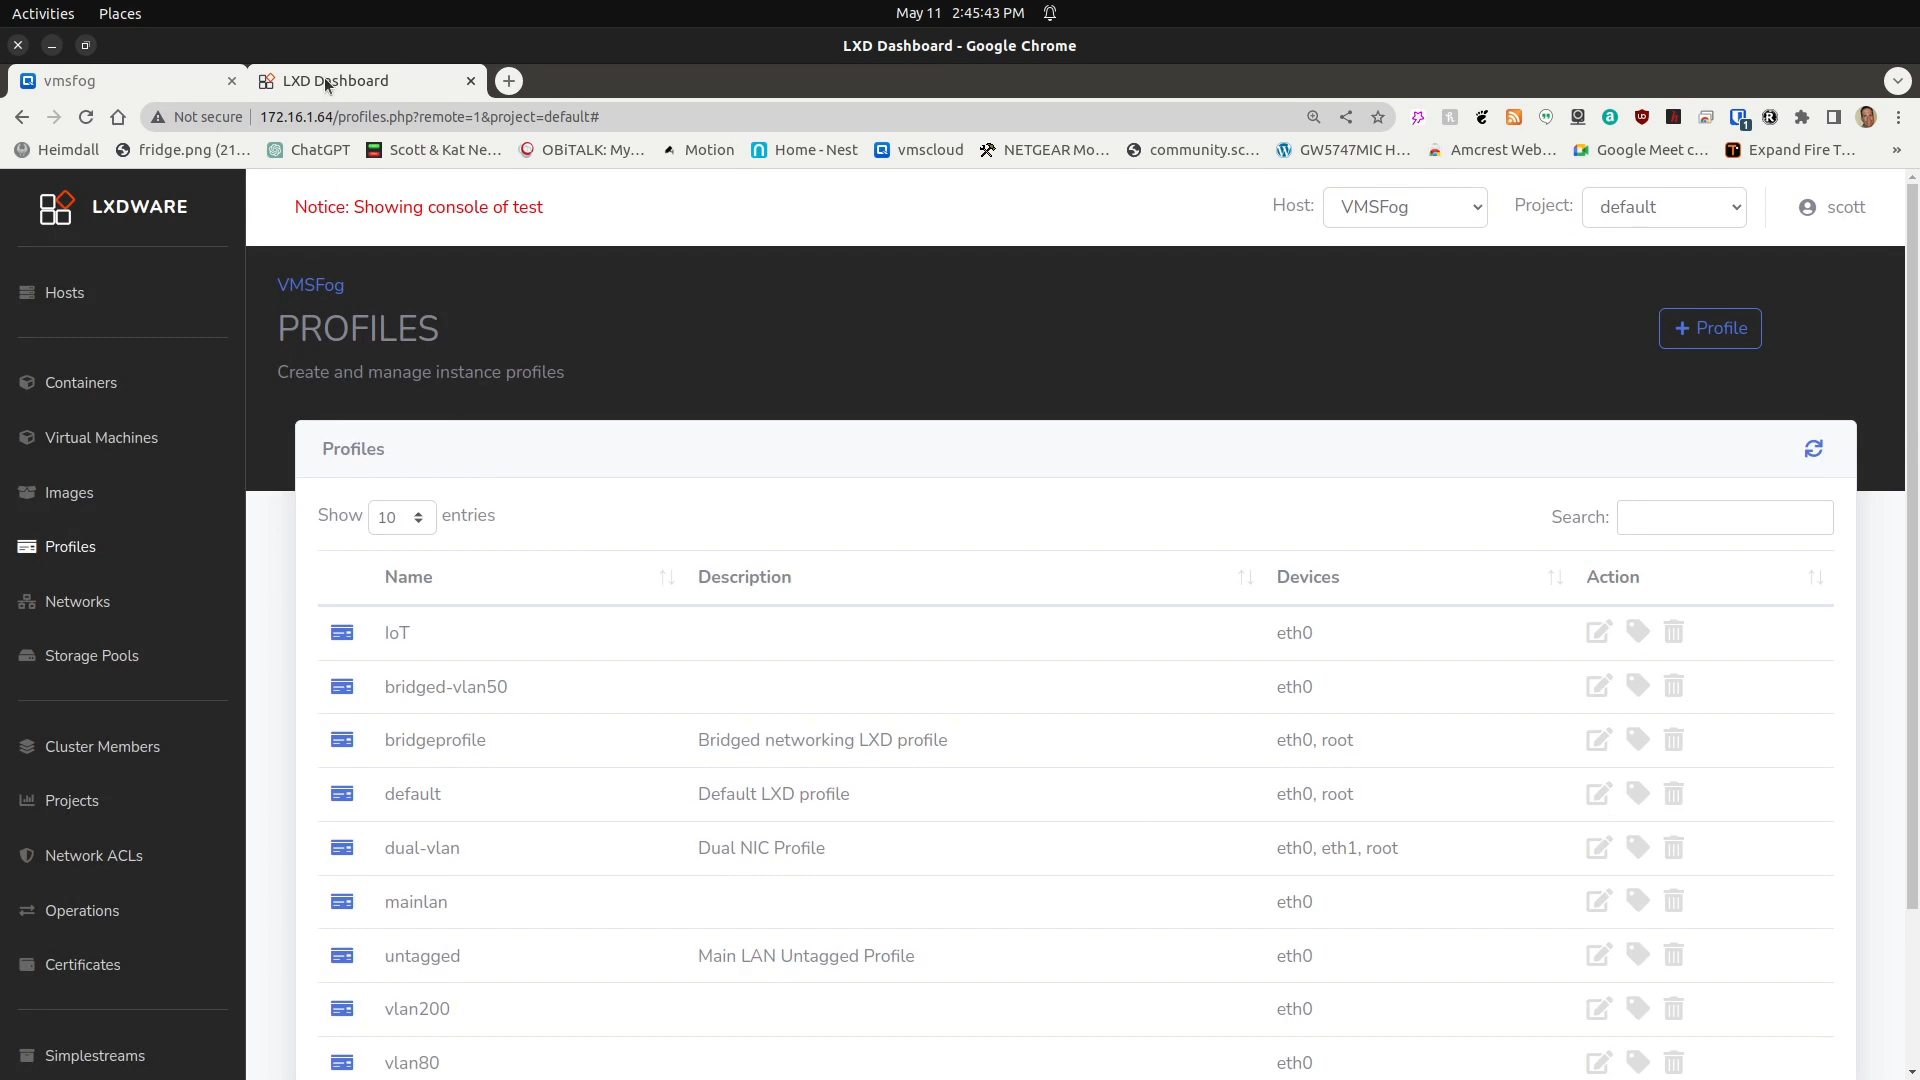 Activities Places May 11 2:45:43 PM
LXD Dashboard - Google Chrome
vmsfog LXD Dashboard
Not secure 172.16.1.64/profiles.php?remote=1&project=default#
Heimdall fridge.png (21... ChatGPT Scott & Kat Ne... OBiTALK: My... Motion Home - Nest vmscloud NETGEAR Mo... community.sc... GW5747MIC H... Amcrest Web... Google Meet c... Expand Fire T... »
LXDWARE
Notice: Showing console of test
Host: VMSFog Project: default scott
Hosts
Containers
Virtual Machines
Images
Profiles
Networks
Storage Pools
Cluster Members
Projects
Network ACLs
Operations
Certificates
Simplestreams
VMSFog
PROFILES
+ Profile
Create and manage instance profiles
Profiles
Show 10 entries Search:
Name Description Devices Action
IoT eth0
bridged-vlan50 eth0
bridgeprofile Bridged networking LXD profile eth0, root
default Default LXD profile eth0, root
dual-vlan Dual NIC Profile eth0, eth1, root
mainlan eth0
untagged Main LAN Untagged Profile eth0
vlan200 eth0
vlan80 eth0